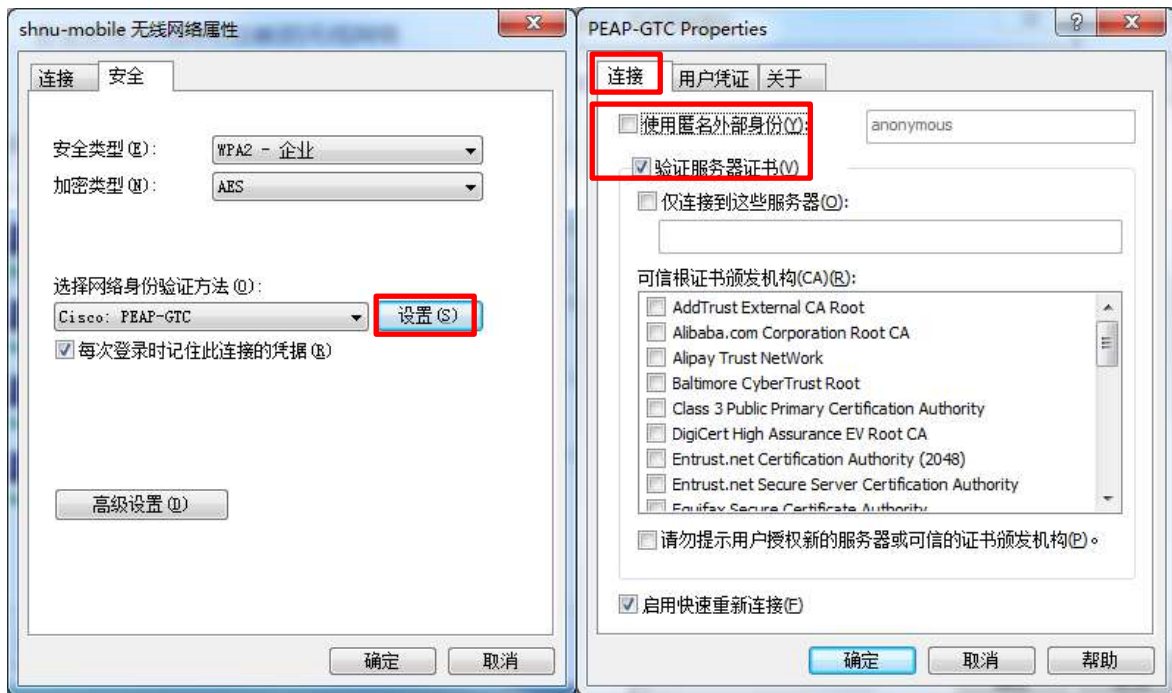 shnu-mobile 无线网络属性
连接 安全
安全类型(E):
WPA2 - 企业
加密类型(N):
AES
选择网络身份验证方法(O):
Cisco: PEAP-GTC
设置(S)
每次登录时记住此连接的凭据(R)
高级设置(D)
确定 取消
PEAP-GTC Properties
连接 用户凭证 关于
使用匿名外部身份(Y):
anonymous
验证服务器证书(V)
仅连接到这些服务器(O):
可信根证书颁发机构(CA)(R):
AddTrust External CA Root
Alibaba.com Corporation Root CA
Alipay Trust NetWork
Baltimore CyberTrust Root
Class 3 Public Primary Certification Authority
DigiCert High Assurance EV Root CA
Entrust.net Certification Authority (2048)
Entrust.net Secure Server Certification Authority
Equifax Secure Certificate Authority
请勿提示用户授权新的服务器或可信的证书颁发机构(P)。
启用快速重新连接(F)
确定 取消 帮助